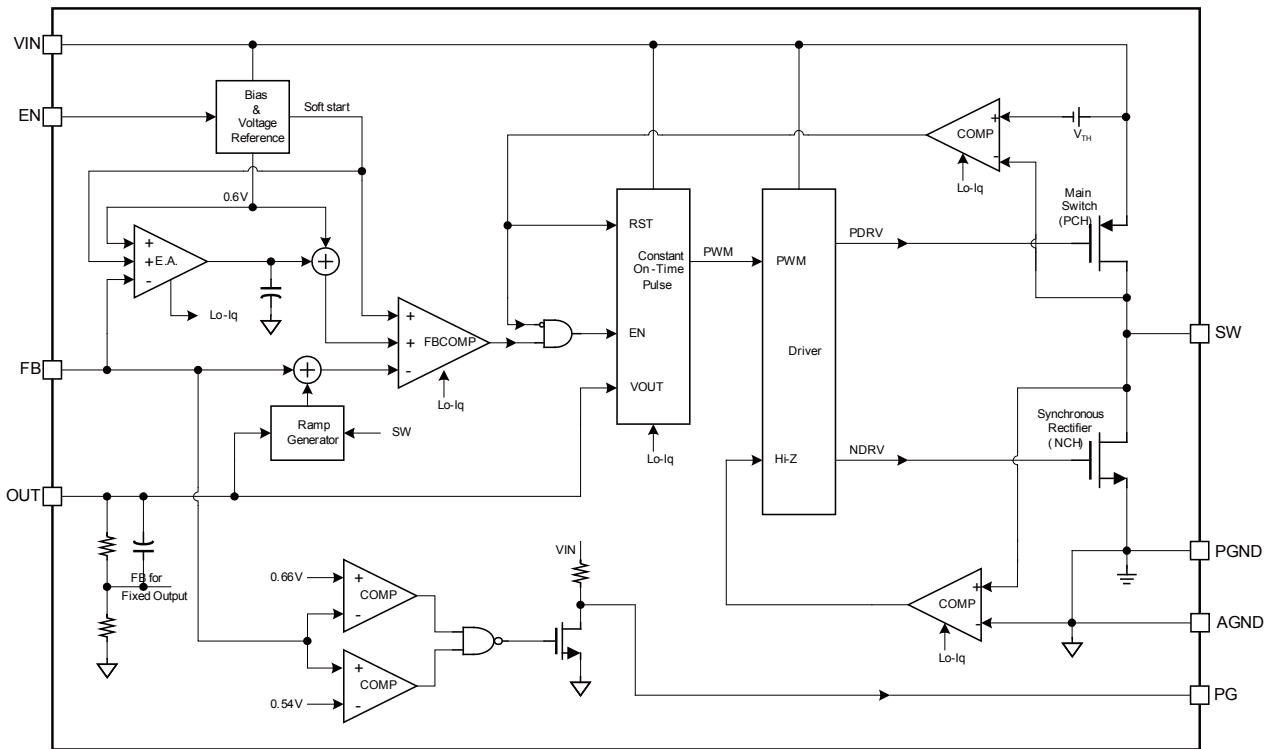 VIN
EN
Bias
&
Voltage
Reference
Soft start
0.6V
+
+ E.A.
-
Lo-Iq
+
+
+
-
FBCOMP
Lo-Iq
FB
+
Ramp
Generator
SW
OUT
FB for
Fixed Output
RST
Constant
On-Time
Pulse
EN
VOUT
Lo-Iq
PWM
PWM
Driver
Hi-Z
PDRV
NDRV
+
COMP
-
Lo-Iq
VTH
Main
Switch
(PCH)
SW
Synchronous
Rectifier
(NCH)
+
COMP
-
Lo-Iq
PGND
AGND
PG
VIN
0.66V
+
COMP
-
+
COMP
-
0.54V